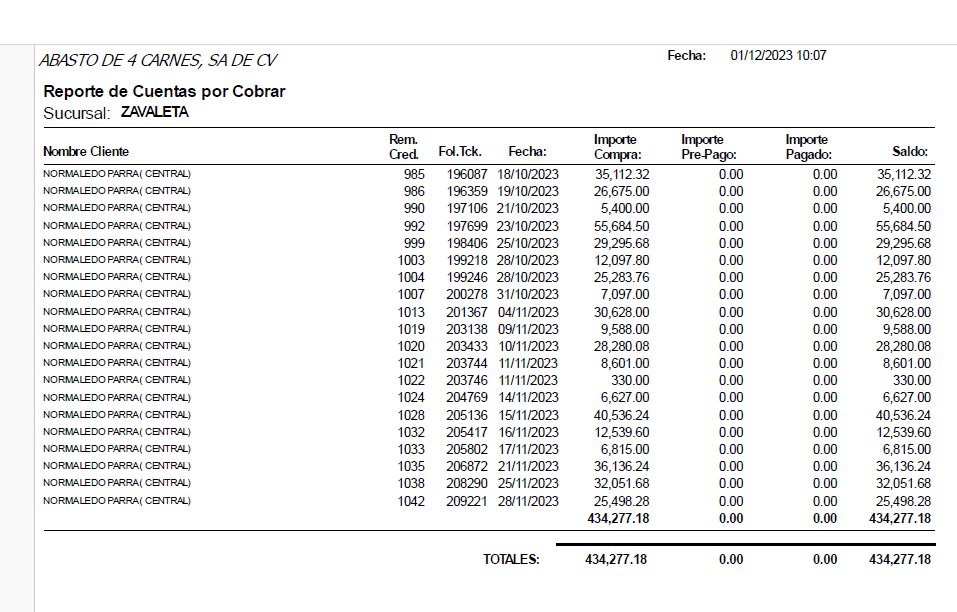 ABASTO DE 4 CARNES, SA DE CV Fecha: 01/12/2023 10:07
Reporte de Cuentas por Cobrar
Sucursal: ZAVALETA
Nombre Cliente Rem. Cred. Fol.Tck. Fecha: Importe Compra: Importe Pre-Pago: Importe Pagado: Saldo:
NORMALEDO PARRA( CENTRAL) 985 196087 18/10/2023 35,112.32 0.00 0.00 35,112.32
NORMALEDO PARRA( CENTRAL) 986 196359 19/10/2023 26,675.00 0.00 0.00 26,675.00
NORMALEDO PARRA( CENTRAL) 990 197106 21/10/2023 5,400.00 0.00 0.00 5,400.00
NORMALEDO PARRA( CENTRAL) 992 197699 23/10/2023 55,684.50 0.00 0.00 55,684.50
NORMALEDO PARRA( CENTRAL) 999 198406 25/10/2023 29,295.68 0.00 0.00 29,295.68
NORMALEDO PARRA( CENTRAL) 1003 199218 28/10/2023 12,097.80 0.00 0.00 12,097.80
NORMALEDO PARRA( CENTRAL) 1004 199246 28/10/2023 25,283.76 0.00 0.00 25,283.76
NORMALEDO PARRA( CENTRAL) 1007 200278 31/10/2023 7,097.00 0.00 0.00 7,097.00
NORMALEDO PARRA( CENTRAL) 1013 201367 04/11/2023 30,628.00 0.00 0.00 30,628.00
NORMALEDO PARRA( CENTRAL) 1019 203138 09/11/2023 9,588.00 0.00 0.00 9,588.00
NORMALEDO PARRA( CENTRAL) 1020 203433 10/11/2023 28,280.08 0.00 0.00 28,280.08
NORMALEDO PARRA( CENTRAL) 1021 203744 11/11/2023 8,601.00 0.00 0.00 8,601.00
NORMALEDO PARRA( CENTRAL) 1022 203746 11/11/2023 330.00 0.00 0.00 330.00
NORMALEDO PARRA( CENTRAL) 1024 204769 14/11/2023 6,627.00 0.00 0.00 6,627.00
NORMALEDO PARRA( CENTRAL) 1028 205136 15/11/2023 40,536.24 0.00 0.00 40,536.24
NORMALEDO PARRA( CENTRAL) 1032 205417 16/11/2023 12,539.60 0.00 0.00 12,539.60
NORMALEDO PARRA( CENTRAL) 1033 205802 17/11/2023 6,815.00 0.00 0.00 6,815.00
NORMALEDO PARRA( CENTRAL) 1035 206872 21/11/2023 36,136.24 0.00 0.00 36,136.24
NORMALEDO PARRA( CENTRAL) 1038 208290 25/11/2023 32,051.68 0.00 0.00 32,051.68
NORMALEDO PARRA( CENTRAL) 1042 209221 28/11/2023 25,498.28 0.00 0.00 25,498.28
434,277.18 0.00 0.00 434,277.18
TOTALES: 434,277.18 0.00 0.00 434,277.18